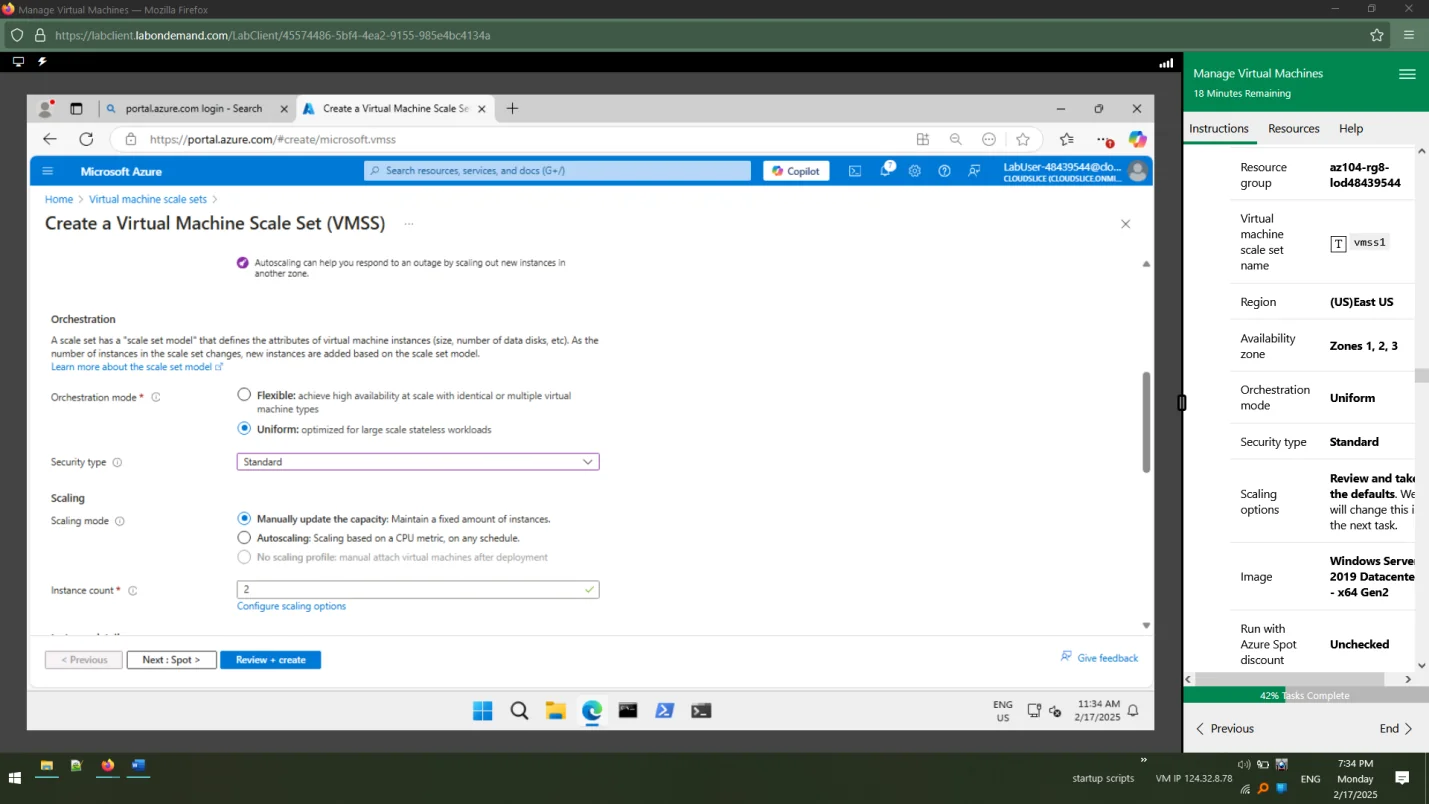 Manage Virtual Machines — Mozilla Firefox
https://labclient.labondemand.com/LabClient/45574486-5bf4-4ea2-9155-985e4bc4134a
portal.azure.com login - Search
Create a Virtual Machine Scale Se
https://portal.azure.com/#create/microsoft.vmss
Microsoft Azure
Search resources, services, and docs (G+/)
Copilot
7
LabUser-48439544@clo...
CLOUDSLICE (CLOUDSLICE.ONMI...
Home > Virtual machine scale sets >
Create a Virtual Machine Scale Set (VMSS)
...
Autoscaling can help you respond to an outage by scaling out new instances in
another zone.
Orchestration
A scale set has a "scale set model" that defines the attributes of virtual machine instances (size, number of data disks, etc). As the
number of instances in the scale set changes, new instances are added based on the scale set model.
Learn more about the scale set model
Orchestration mode *
Flexible: achieve high availability at scale with identical or multiple virtual
machine types
Uniform: optimized for large scale stateless workloads
Security type
Standard
Scaling
Scaling mode
Manually update the capacity: Maintain a fixed amount of instances.
Autoscaling: Scaling based on a CPU metric, on any schedule.
No scaling profile: manual attach virtual machines after deployment
Instance count *
2
Configure scaling options
< Previous
Next : Spot >
Review + create
Give feedback
ENG
US
11:34 AM
2/17/2025
Manage Virtual Machines
18 Minutes Remaining
Instructions
Resources
Help
Resource
group
az104-rg8-
lod48439544
Virtual
machine
scale set
name
T
vmss1
Region
(US)East US
Availability
zone
Zones 1, 2, 3
Orchestration
mode
Uniform
Security type
Standard
Scaling
options
Review and take
the defaults. We
will change this i
the next task.
Image
Windows Serve
2019 Datacente
- x64 Gen2
Run with
Azure Spot
discount
Unchecked
42% Tasks Complete
< Previous
End >
startup scripts
VM IP 124.32.8.78
ENG
7:34 PM
Monday
2/17/2025